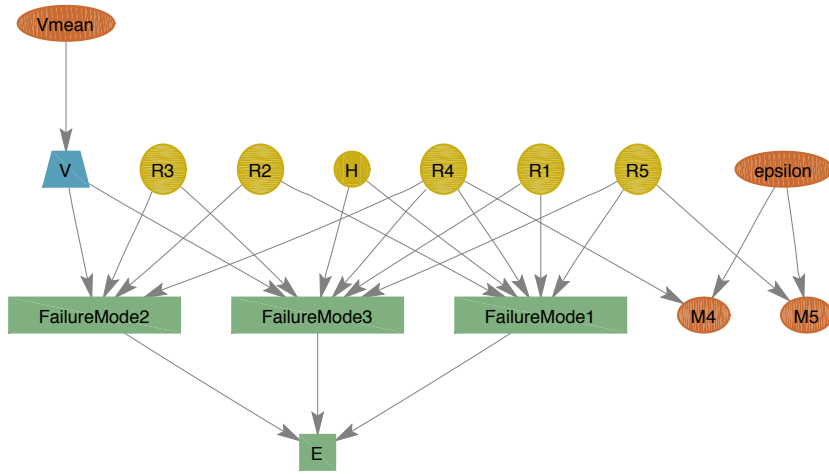 Vmean
V
R3
R2
H
R4
R1
R5
epsilon
FailureMode2
FailureMode3
FailureMode1
M4
M5
E